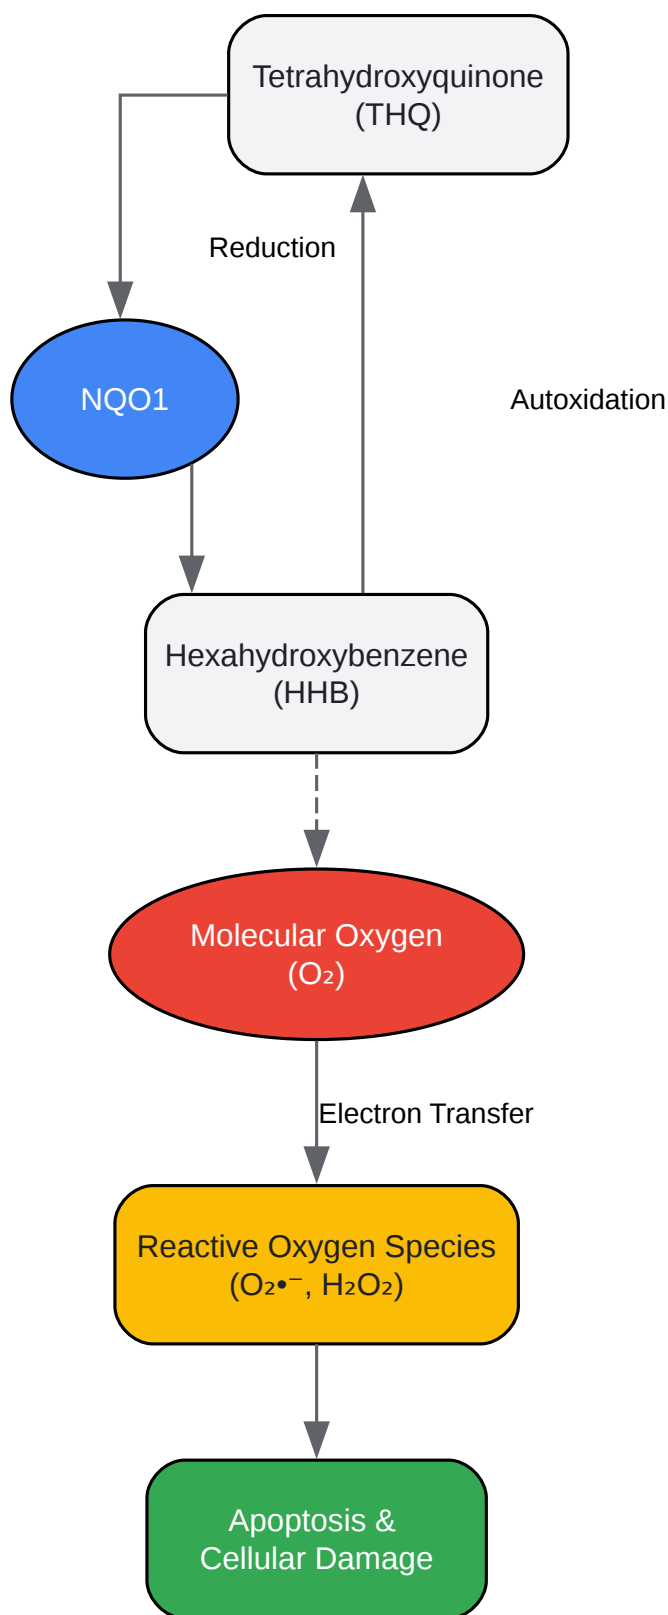 Tetrahydroxyquinone
(THQ)
Reduction
NQO1
Autoxidation
Hexahydroxybenzene
(HHB)
Molecular Oxygen
(O₂)
Electron Transfer
Reactive Oxygen Species
(O₂•⁻, H₂O₂)
Apoptosis &
Cellular Damage